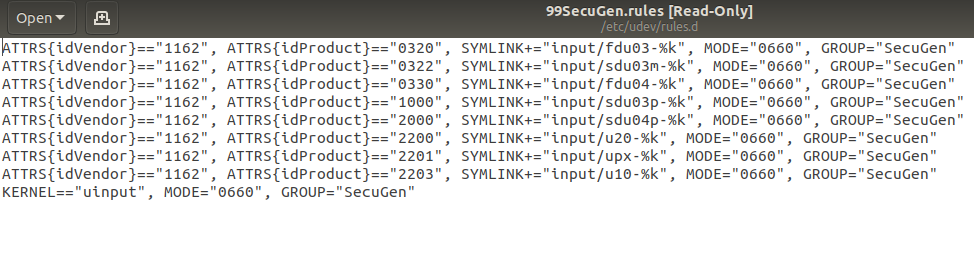 Open
99SecuGen.rules [Read-Only]
/etc/udev/rules.d
ATTRS{idVendor}=="1162", ATTRS{idProduct}=="0320", SYMLINK+="input/fdu03-%k", MODE="0660", GROUP="SecuGen"
ATTRS{idVendor}=="1162", ATTRS{idProduct}=="0322", SYMLINK+="input/sdu03m-%k", MODE="0660", GROUP="SecuGen"
ATTRS{idVendor}=="1162", ATTRS{idProduct}=="0330", SYMLINK+="input/fdu04-%k", MODE="0660", GROUP="SecuGen"
ATTRS{idVendor}=="1162", ATTRS{idProduct}=="1000", SYMLINK+="input/sdu03p-%k", MODE="0660", GROUP="SecuGen"
ATTRS{idVendor}=="1162", ATTRS{idProduct}=="2000", SYMLINK+="input/sdu04p-%k", MODE="0660", GROUP="SecuGen"
ATTRS{idVendor}=="1162", ATTRS{idProduct}=="2200", SYMLINK+="input/u20-%k", MODE="0660", GROUP="SecuGen"
ATTRS{idVendor}=="1162", ATTRS{idProduct}=="2201", SYMLINK+="input/upx-%k", MODE="0660", GROUP="SecuGen"
ATTRS{idVendor}=="1162", ATTRS{idProduct}=="2203", SYMLINK+="input/u10-%k", MODE="0660", GROUP="SecuGen"
KERNEL=="uinput", MODE="0660", GROUP="SecuGen"